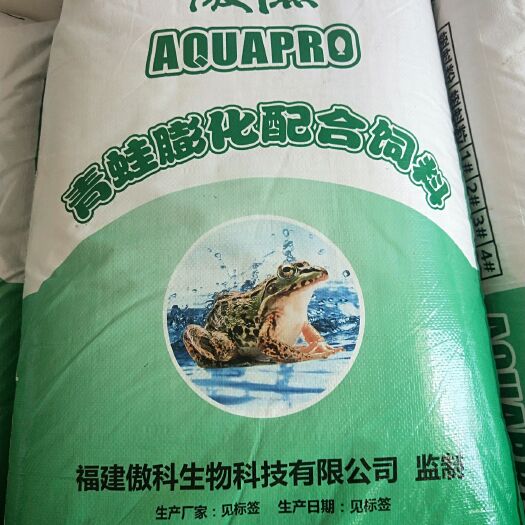 AQUAPRO
青蛙膨化配合饲料
福建傲科生物科技有限公司 监制
生产厂家：见标签 生产日期：见标签
1# 2# 3# 4#